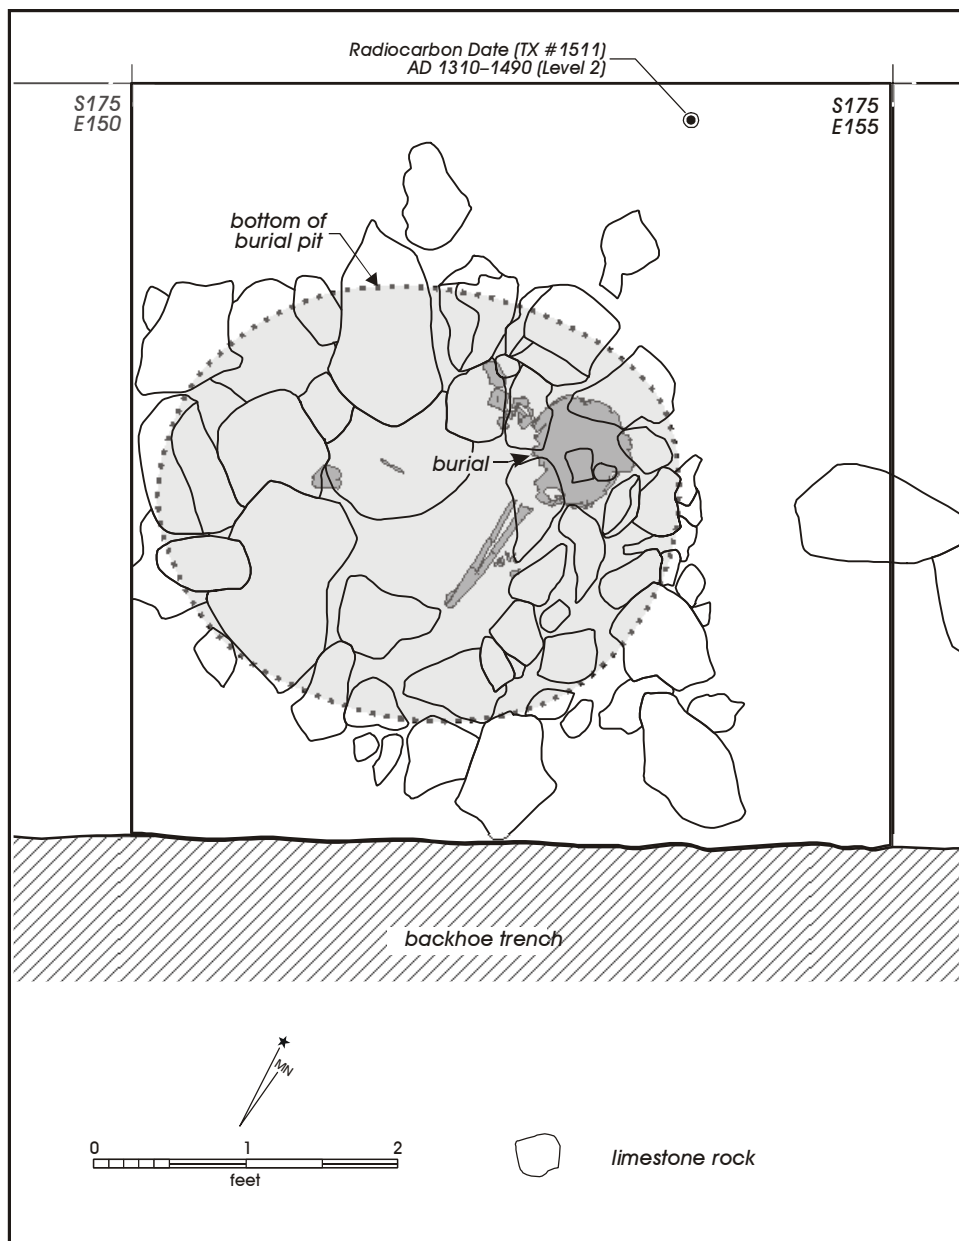 Radiocarbon Date (TX #1511)
AD 1310–1490 (Level 2)
S175
E150
S175
E155
bottom of
burial pit
burial
backhoe trench
MN
0 1 2
feet
limestone rock